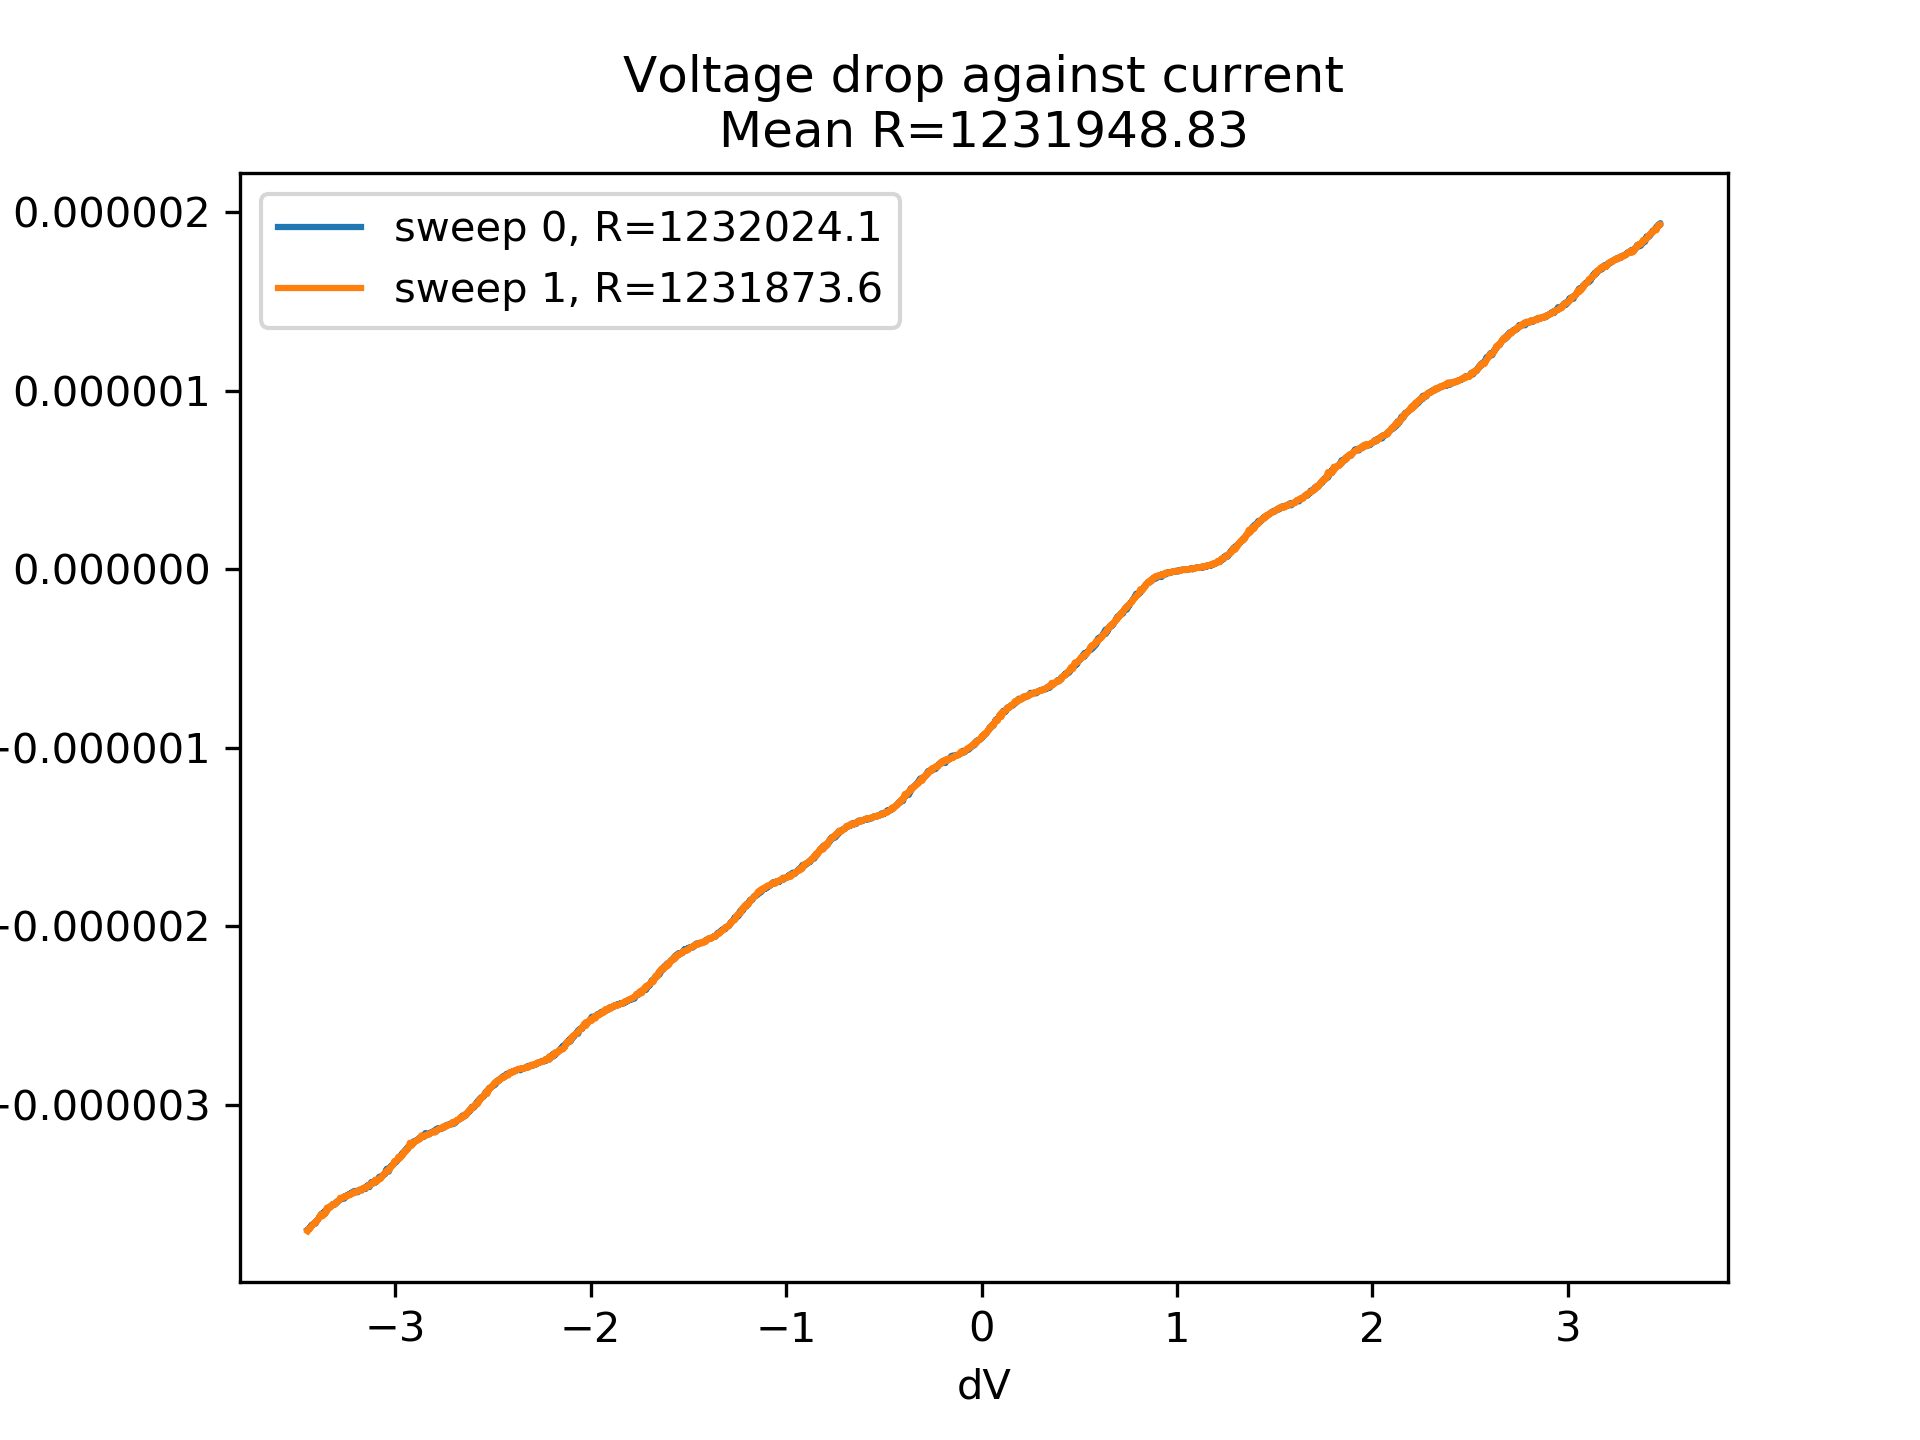 Voltage drop against current
Mean R=1231948.83
sweep 0, R=1232024.1
sweep 1, R=1231873.6
0.000002
0.000001
0.000000
-0.000001
-0.000002
-0.000003
−3
−2
−1
0
1
2
3
dV